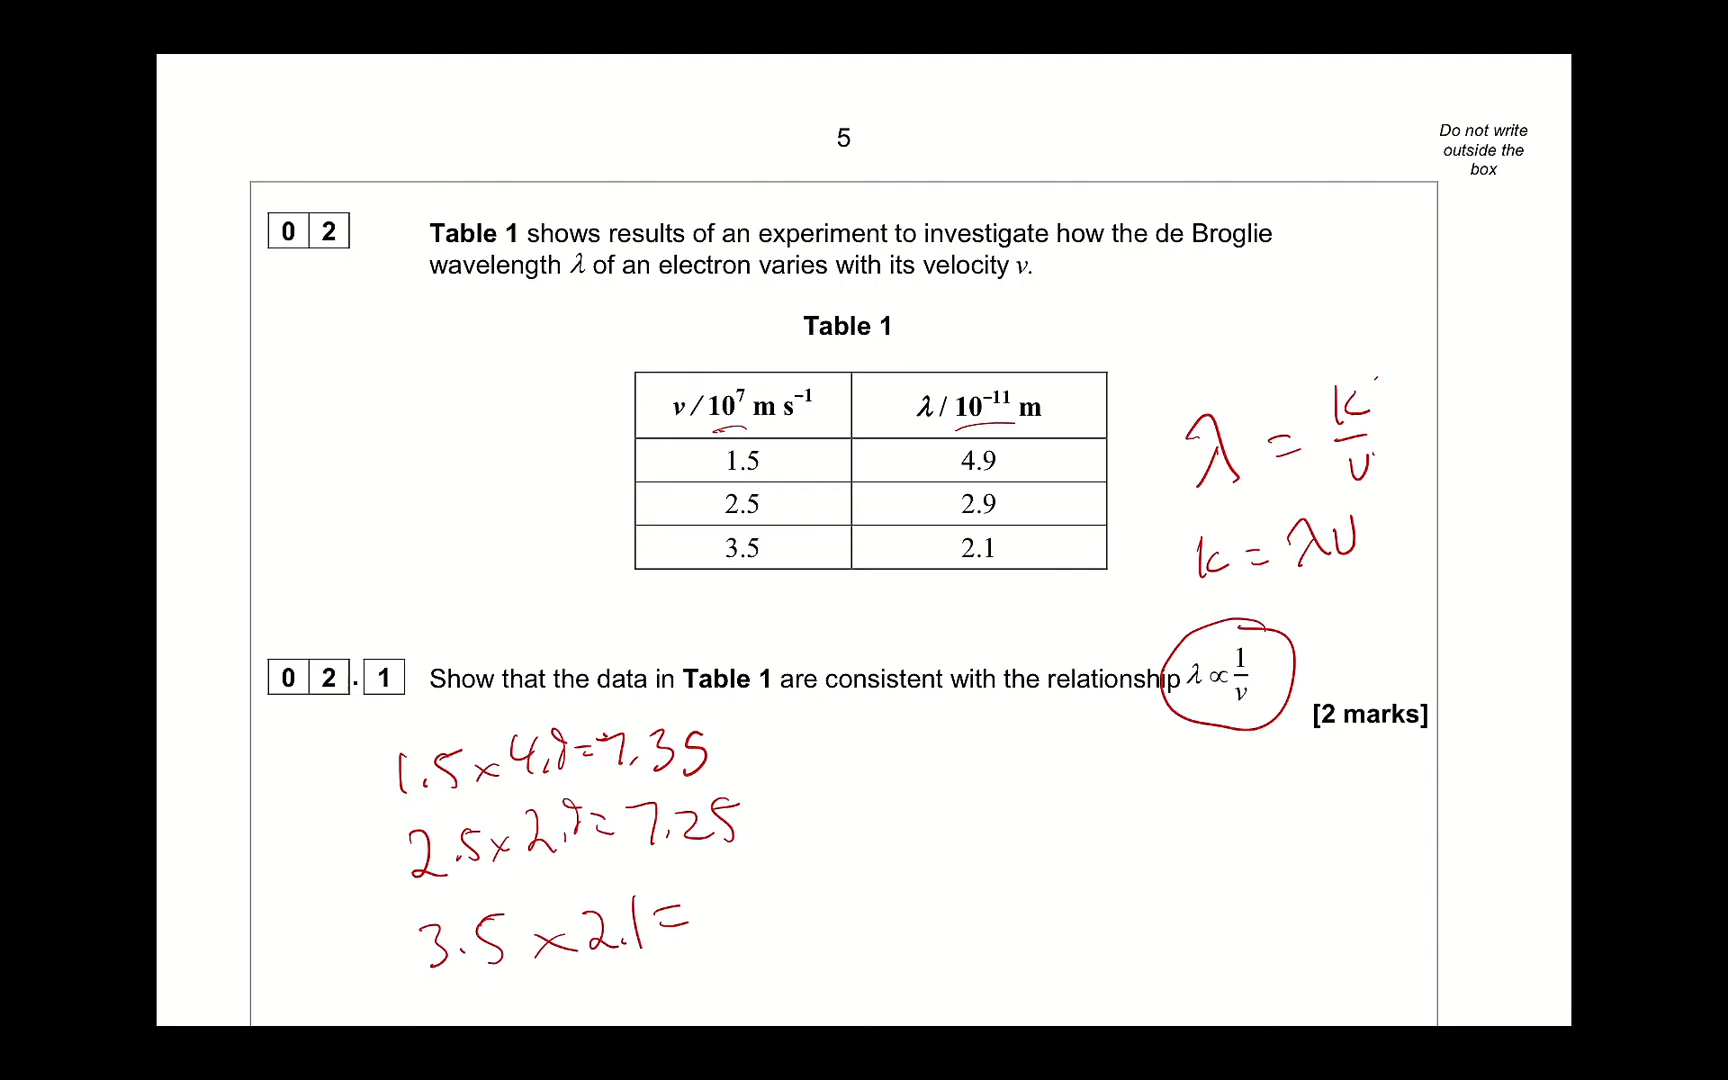 5
Do not write
outside the
box
0 2
Table 1 shows results of an experiment to investigate how the de Broglie
wavelength λ of an electron varies with its velocity v.
Table 1
v / 10⁷ m s⁻¹ λ / 10⁻¹¹ m
1.5 4.9
2.5 2.9
3.5 2.1
λ = k/v
k = λv
0 2 . 1 Show that the data in Table 1 are consistent with the relationship λ ∝ 1/v
[2 marks]
1.5 × 4.9 = 7.35
2.5 × 2.9 = 7.25
3.5 × 2.1 =